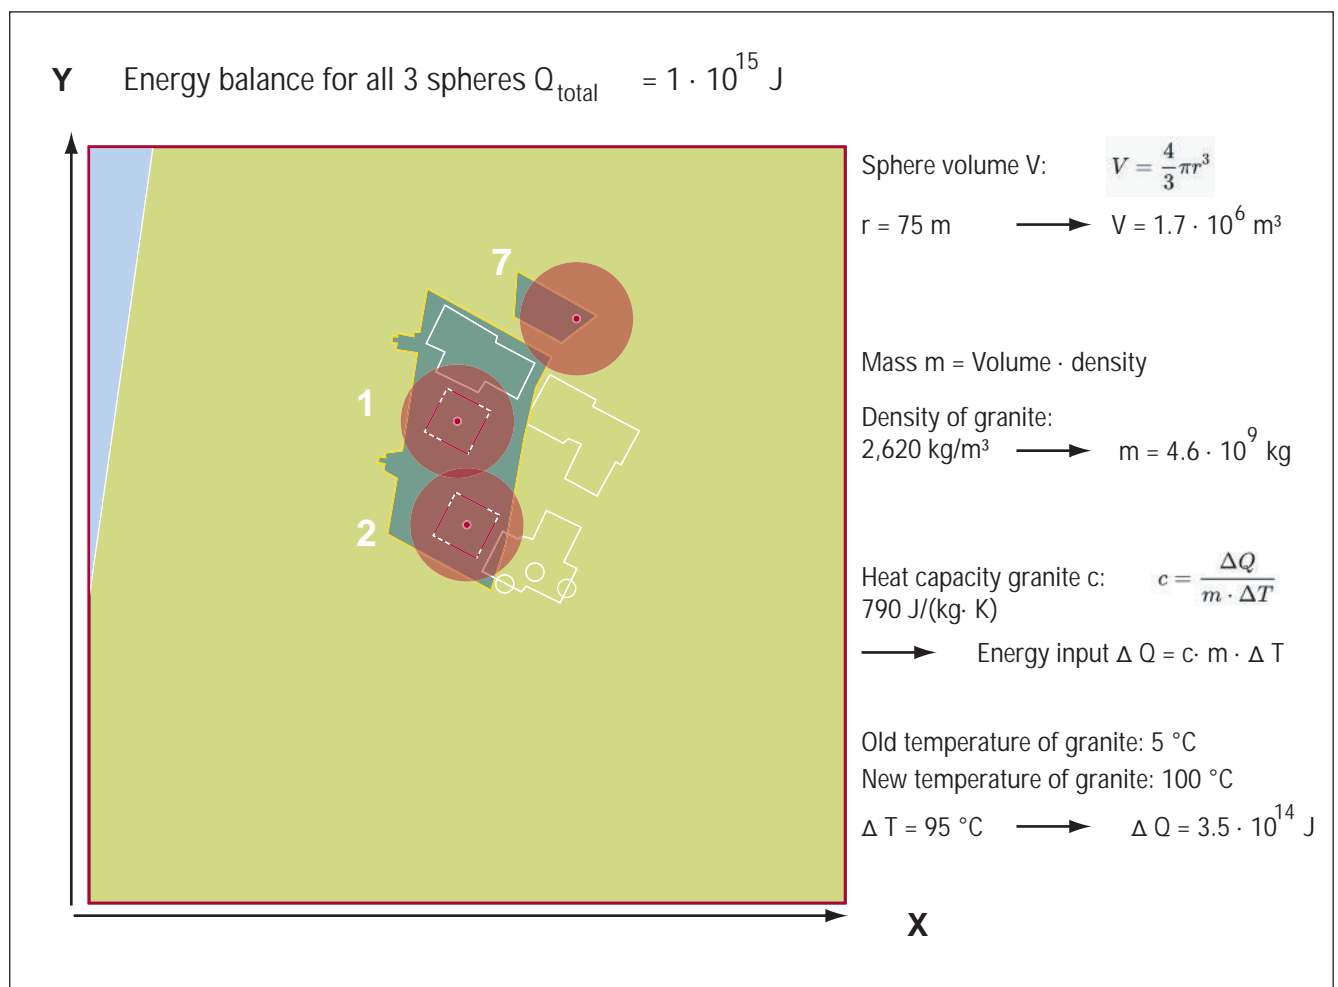 Y Energy balance for all 3 spheres Q_total = 1 · 10^15 J
Sphere volume V: V = 4/3 πr³
r = 75 m V = 1.7 · 10^6 m³
7
Mass m = Volume · density
1
Density of granite:
2,620 kg/m³ m = 4.6 · 10^9 kg
2
Heat capacity granite c: c = ΔQ / (m · ΔT)
790 J/(kg· K)
Energy input Δ Q = c· m · Δ T
Old temperature of granite: 5 °C
New temperature of granite: 100 °C
Δ T = 95 °C Δ Q = 3.5 · 10^14 J
X